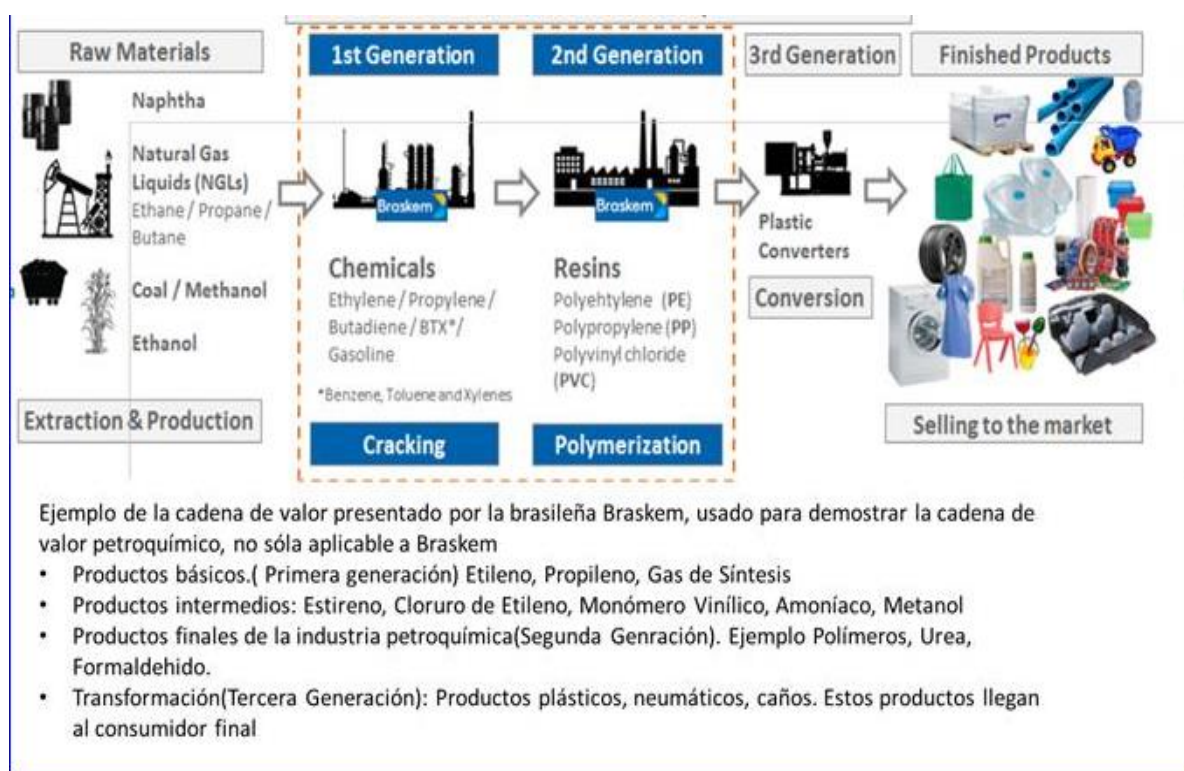 Raw Materials
1st Generation
2nd Generation
3rd Generation
Finished Products
Naphtha
Natural Gas
Liquids (NGLs)
Ethane / Propane /
Butane
Coal / Methanol
Ethanol
Extraction & Production
Braskem
Chemicals
Ethylene / Propylene /
Butadiene / BTX*/
Gasoline
*Benzene, Toluene and Xylenes
Cracking
Braskem
Resins
Polyehtylene (PE)
Polypropylene (PP)
Polyvinyl chloride
(PVC)
Polymerization
Plastic
Converters
Conversion
Selling to the market
Ejemplo de la cadena de valor presentado por la brasileña Braskem, usado para demostrar la cadena de
valor petroquímico, no sóla aplicable a Braskem
• Productos básicos.( Primera generación) Etileno, Propileno, Gas de Síntesis
• Productos intermedios: Estireno, Cloruro de Etileno, Monómero Vinílico, Amoníaco, Metanol
• Productos finales de la industria petroquímica(Segunda Genración). Ejemplo Polímeros, Urea,
Formaldehido.
• Transformación(Tercera Generación): Productos plásticos, neumáticos, caños. Estos productos llegan
al consumidor final